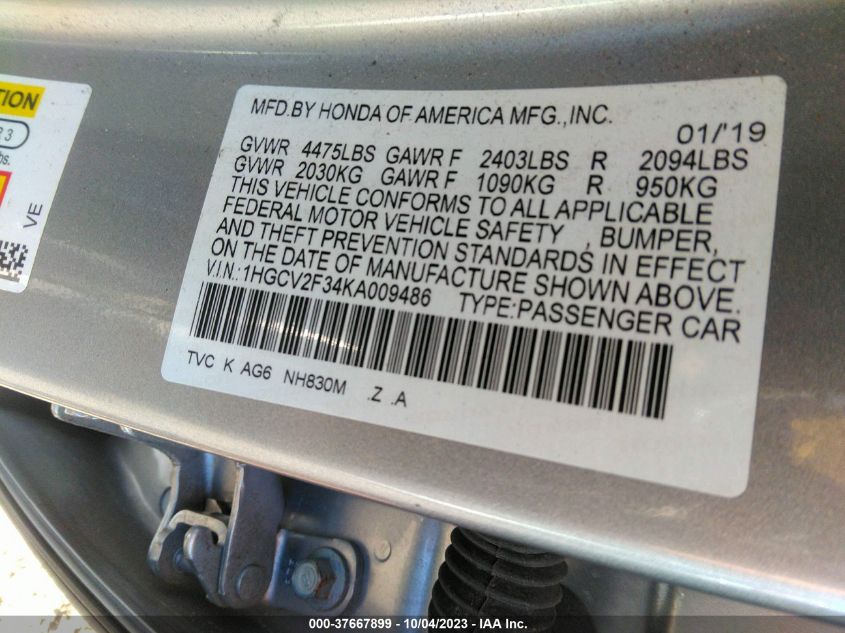 TION
R 3
bs.
VE
MFD.BY HONDA OF AMERICA MFG.,INC.
01/'19
GVWR 4475LBS GAWR F 2403LBS R 2094LBS
GVWR 2030KG GAWR F 1090KG R 950KG
THIS VEHICLE CONFORMS TO ALL APPLICABLE
FEDERAL MOTOR VEHICLE SAFETY , BUMPER,
AND THEFT PREVENTION STANDARDS IN EFFECT
ON THE DATE OF MANUFACTURE SHOWN ABOVE.
V.I.N.:1HGCV2F34KA009486 TYPE:PASSENGER CAR
TVC K AG6 NH830M .Z .A
000-37667899 - 10/04/2023 - IAA Inc.